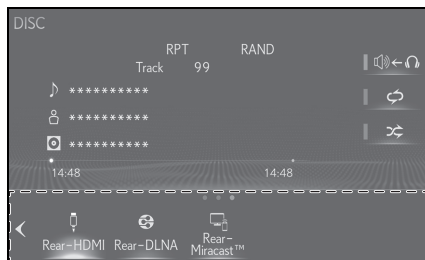 DISC
RPT RAND
Track 99
**********
**********
**********
14:48 14:48
Rear-HDMI Rear-DLNA Rear-Miracast™